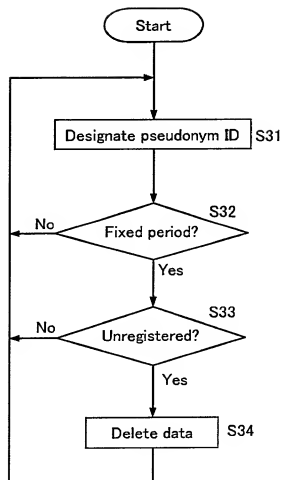 Start
Designate pseudonym ID S31
S32
No
Fixed period?
Yes
S33
No
Unregistered?
Yes
Delete data S34